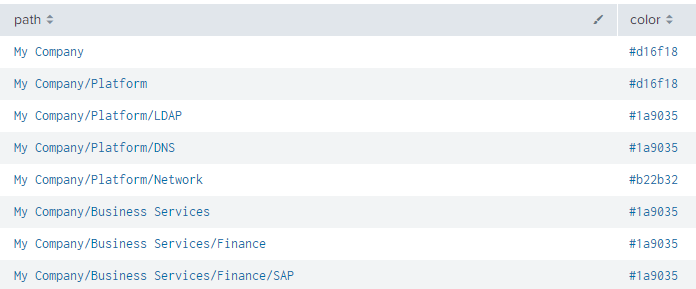 path color
My Company #d16f18
My Company/Platform #d16f18
My Company/Platform/LDAP #1a9035
My Company/Platform/DNS #1a9035
My Company/Platform/Network #b22b32
My Company/Business Services #1a9035
My Company/Business Services/Finance #1a9035
My Company/Business Services/Finance/SAP #1a9035